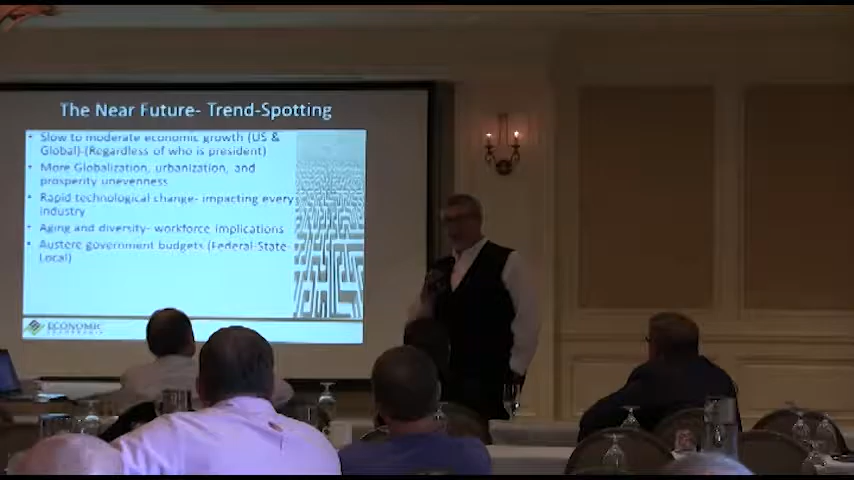 The Near Future- Trend-Spotting
• Slow to moderate economic growth (US &
Global)-(Regardless of who is president)
• More Globalization, urbanization, and
prosperity unevenness
• Rapid technological change- impacting every
industry
• Aging and diversity- workforce implications
• Austere government budgets (Federal-State-
Local)
ECONOMIC